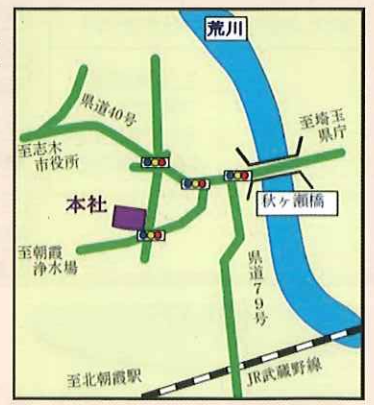 荒川
県道40号
至埼玉
県庁
至志木
市役所
秋ヶ瀬橋
本社
至朝霞
浄水場
県道79号
至北朝霞駅
JR武蔵野線